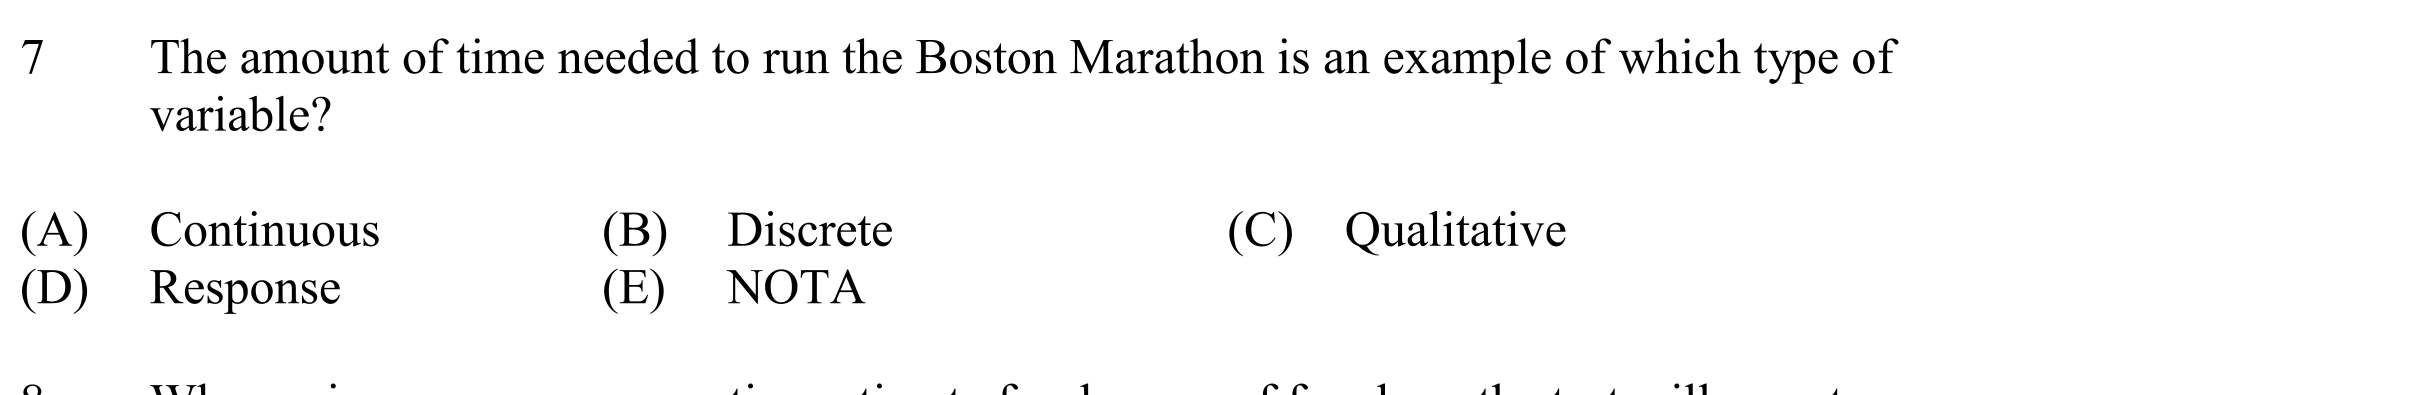 7 The amount of time needed to run the Boston Marathon is an example of which type of
variable?
(A) Continuous (B) Discrete (C) Qualitative
(D) Response (E) NOTA